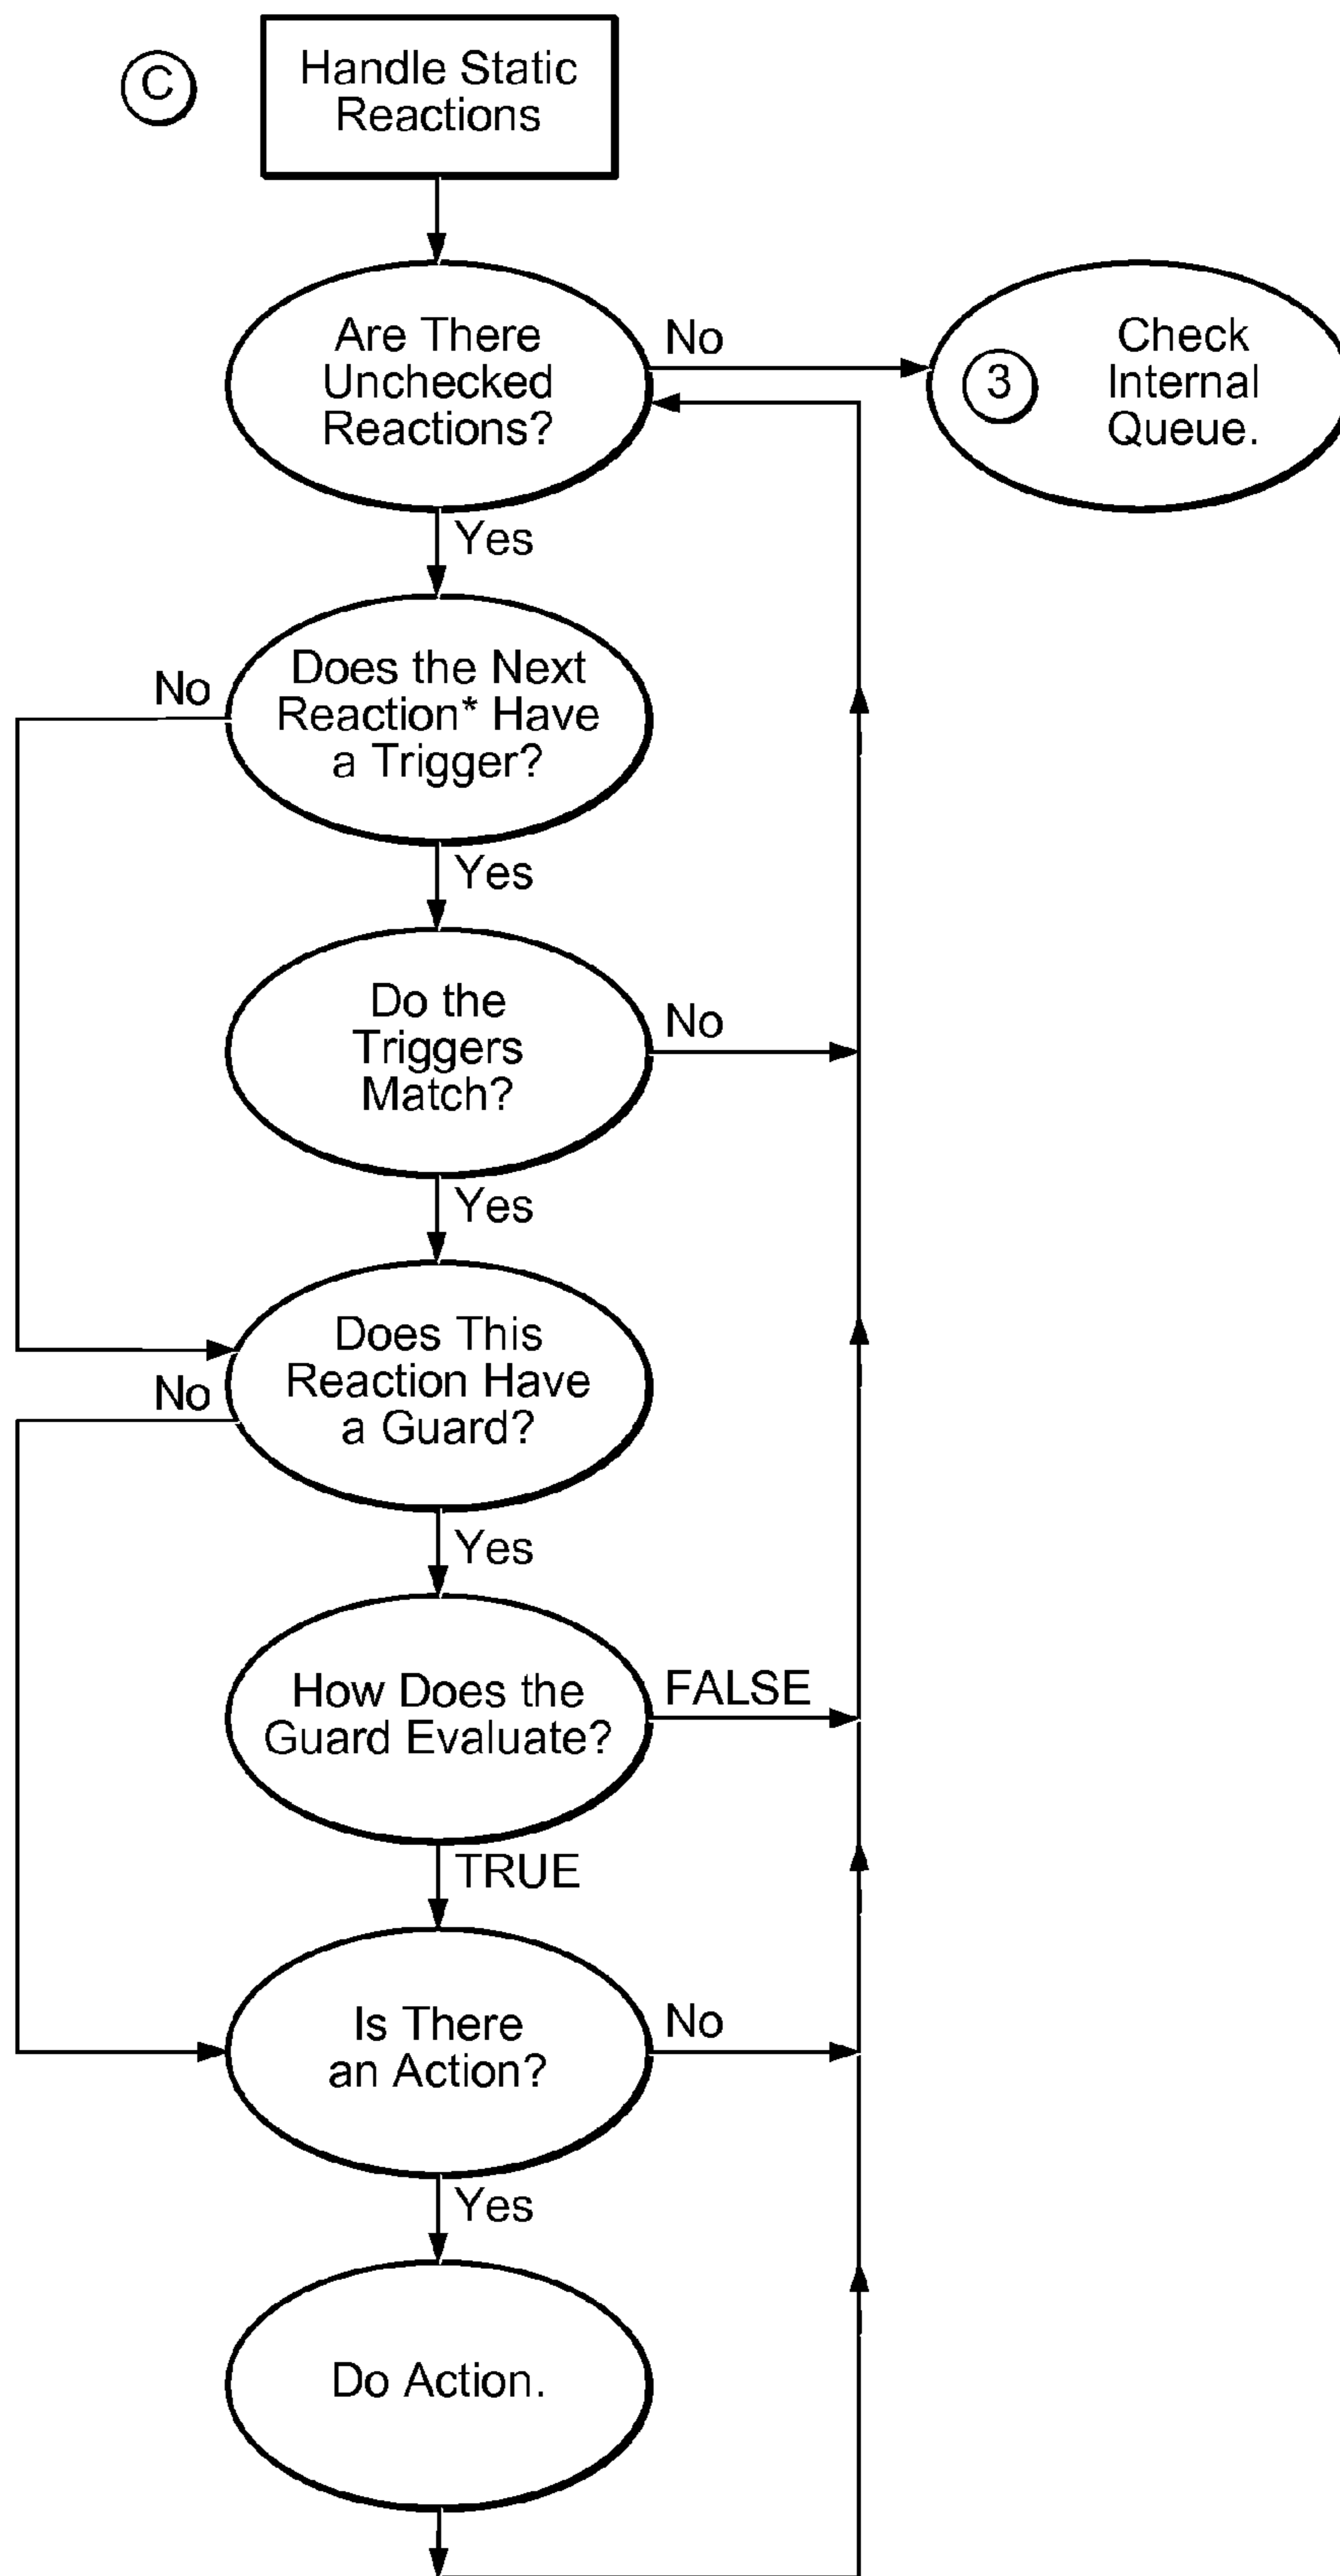 C
Handle Static
Reactions
Are There
Unchecked
Reactions?
No
3
Check
Internal
Queue.
Yes
Does the Next
Reaction* Have
a Trigger?
No
Yes
Do the
Triggers
Match?
No
Yes
Does This
Reaction Have
a Guard?
No
Yes
How Does the
Guard Evaluate?
FALSE
TRUE
Is There
an Action?
No
Yes
Do Action.